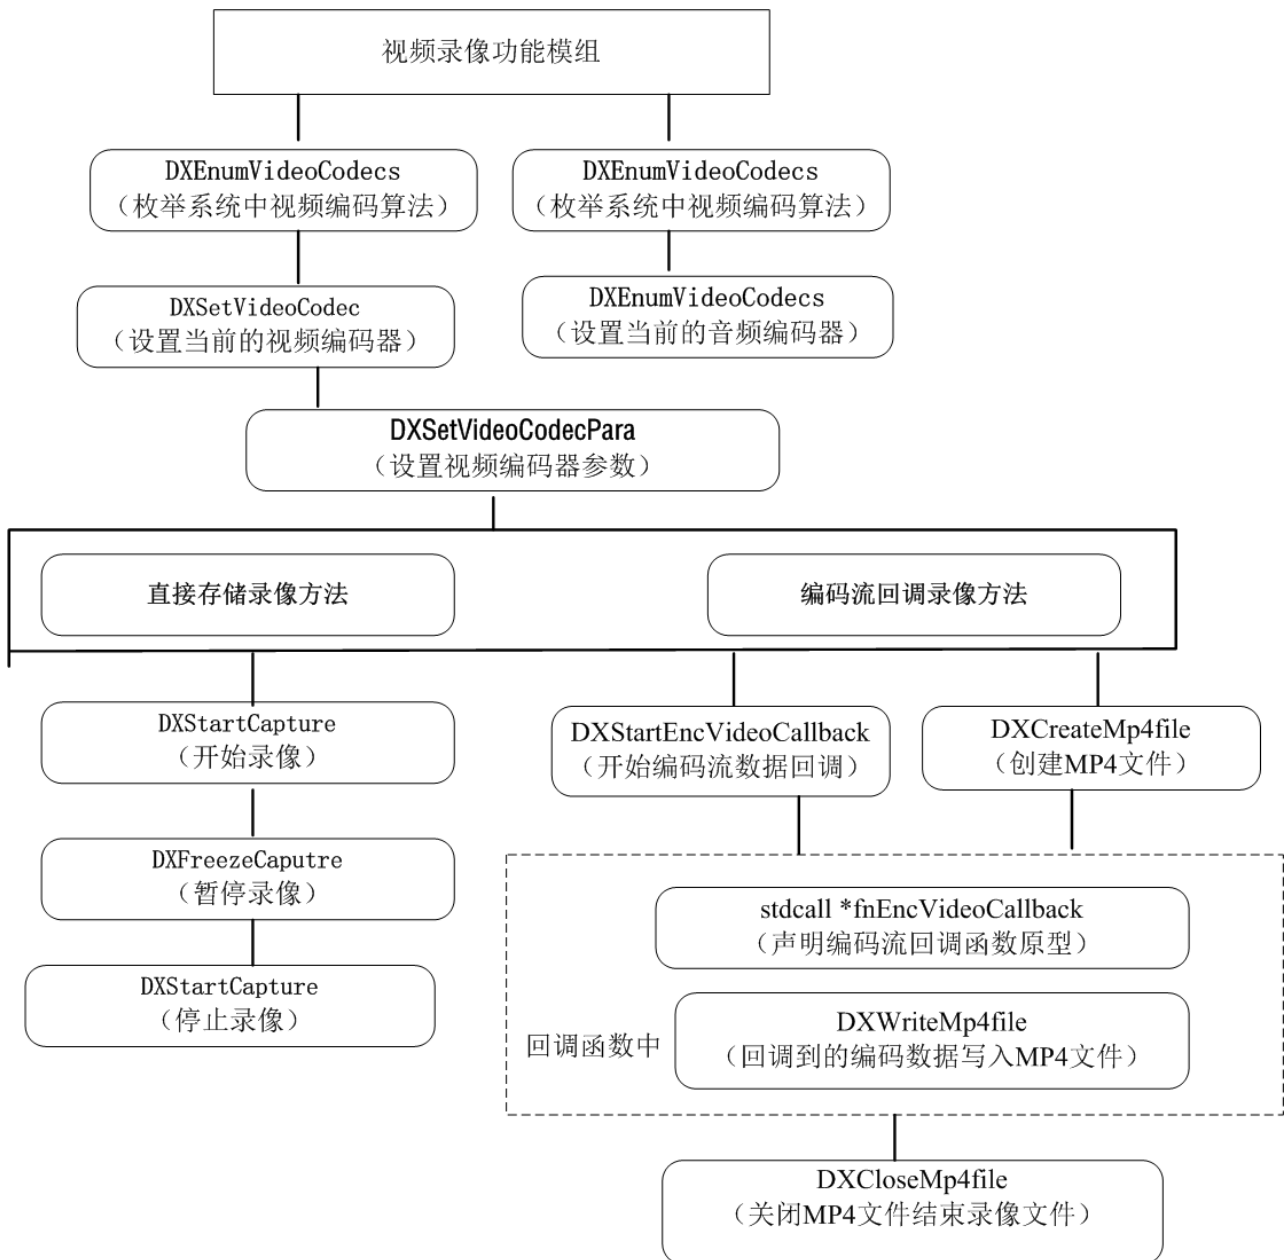 视频录像功能模组
DXEnumVideoCodecs
（枚举系统中视频编码算法）
DXEnumVideoCodecs
（枚举系统中视频编码算法）
DXSetVideoCodec
（设置当前的视频编码器）
DXEnumVideoCodecs
（设置当前的音频编码器）
DXSetVideoCodecPara
（设置视频编码器参数）
直接存储录像方法
编码流回调录像方法
DXStartCapture
（开始录像）
DXFreezeCaputre
（暂停录像）
DXStartCapture
（停止录像）
DXStartEncVideoCallback
（开始编码流数据回调）
DXCreateMp4file
（创建MP4文件）
stdcall *fnEncVideoCallback
（声明编码流回调函数原型）
回调函数中
DXWriteMp4file
（回调到的编码数据写入MP4文件）
DXCloseMp4file
（关闭MP4文件结束录像文件）